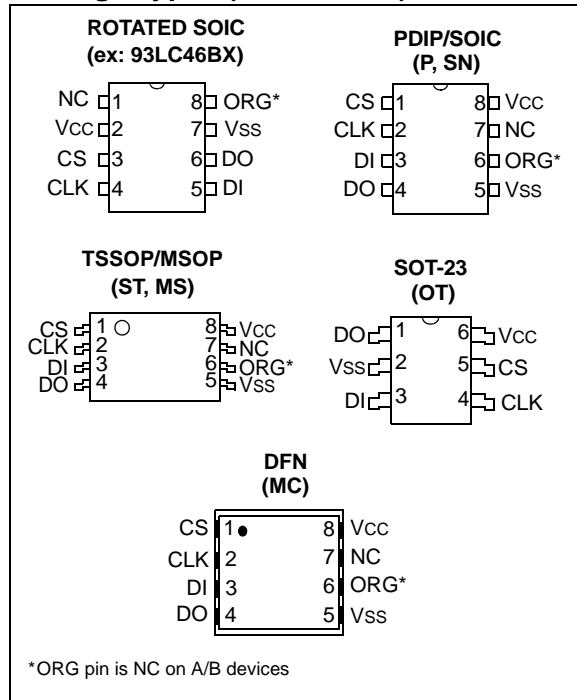 ROTATED SOIC
(ex: 93LC46BX)
NC 1 8 ORG*
Vcc 2 7 Vss
CS 3 6 DO
CLK 4 5 DI
PDIP/SOIC
(P, SN)
CS 1 8 Vcc
CLK 2 7 NC
DI 3 6 ORG*
DO 4 5 Vss
TSSOP/MSOP
(ST, MS)
CS 1 8 Vcc
CLK 2 7 NC
DI 3 6 ORG*
DO 4 5 Vss
SOT-23
(OT)
DO 1 6 Vcc
Vss 2 5 CS
DI 3 4 CLK
DFN
(MC)
CS 1 8 Vcc
CLK 2 7 NC
DI 3 6 ORG*
DO 4 5 Vss
*ORG pin is NC on A/B devices